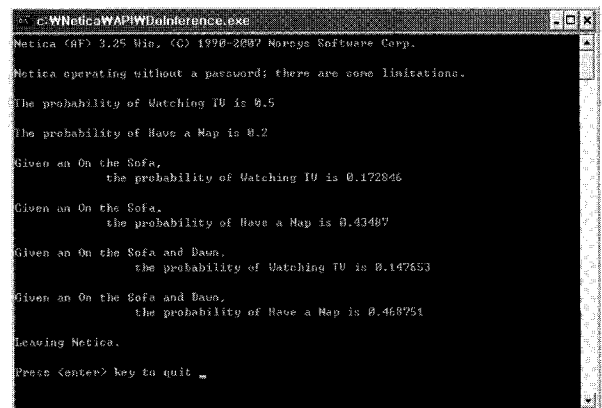 c:₩Netica₩API₩DoInference.exe
Netica (AF) 3.25 Win, (C) 1990-2007 Norsys Software Corp.
Netica operating without a password; there are some limitations.
The probability of Watching TV is 0.5
The probability of Have a Nap is 0.2
Given an On the Sofa,
the probability of Watching TV is 0.172846
Given an On the Sofa,
the probability of Have a Nap is 0.43487
Given an On the Sofa and Dawn,
the probability of Watching TV is 0.147653
Given an On the Sofa and Dawn,
the probability of Have a Nap is 0.468751
Leaving Netica.
Press <enter> key to quit _